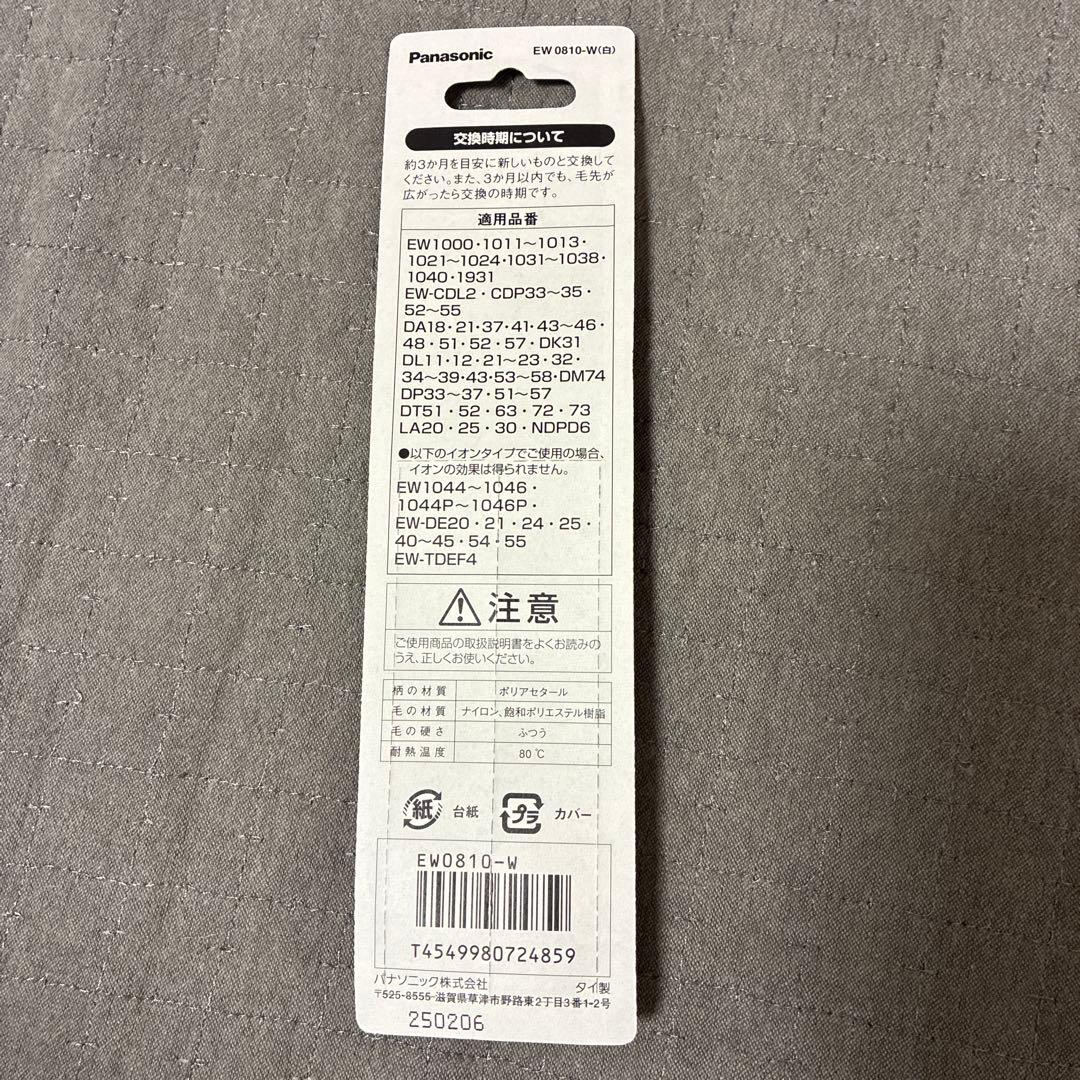 Panasonic EW0810-W(白)
交換時期について
約3か月を目安に新しいものと交換して
ください。また、3か月以内でも、毛先が
広がったら交換の時期です。
適用品番
EW1000・1011〜1013・
1021〜1024・1031〜1038・
1040・1931
EW-CDL2・CDP33〜35・
52〜55
DA18・21・37・41・43〜46・
48・51・52・57・DK31
DL11・12・21〜23・32・
34〜39・43・53〜58・DM74
DP33〜37・51〜57
DT51・52・63・72・73
LA20・25・30・NDPD6
●以下のイオンタイプでご使用の場合、
イオンの効果は得られません。
EW1044〜1046・
1044P〜1046P・
EW-DE20・21・24・25・
40〜45・54・55
EW-TDEF4
注意
ご使用商品の取扱説明書をよくお読みの
うえ、正しくお使いください。
柄の材質 ポリアセタール
毛の材質 ナイロン、飽和ポリエステル樹脂
毛の硬さ ふつう
耐熱温度 80℃
紙 台紙 プラ カバー
EW0810-W
T4549980724859
パナソニック株式会社 タイ製
〒525-8555 滋賀県草津市野路東2丁目3番1-2号
250206